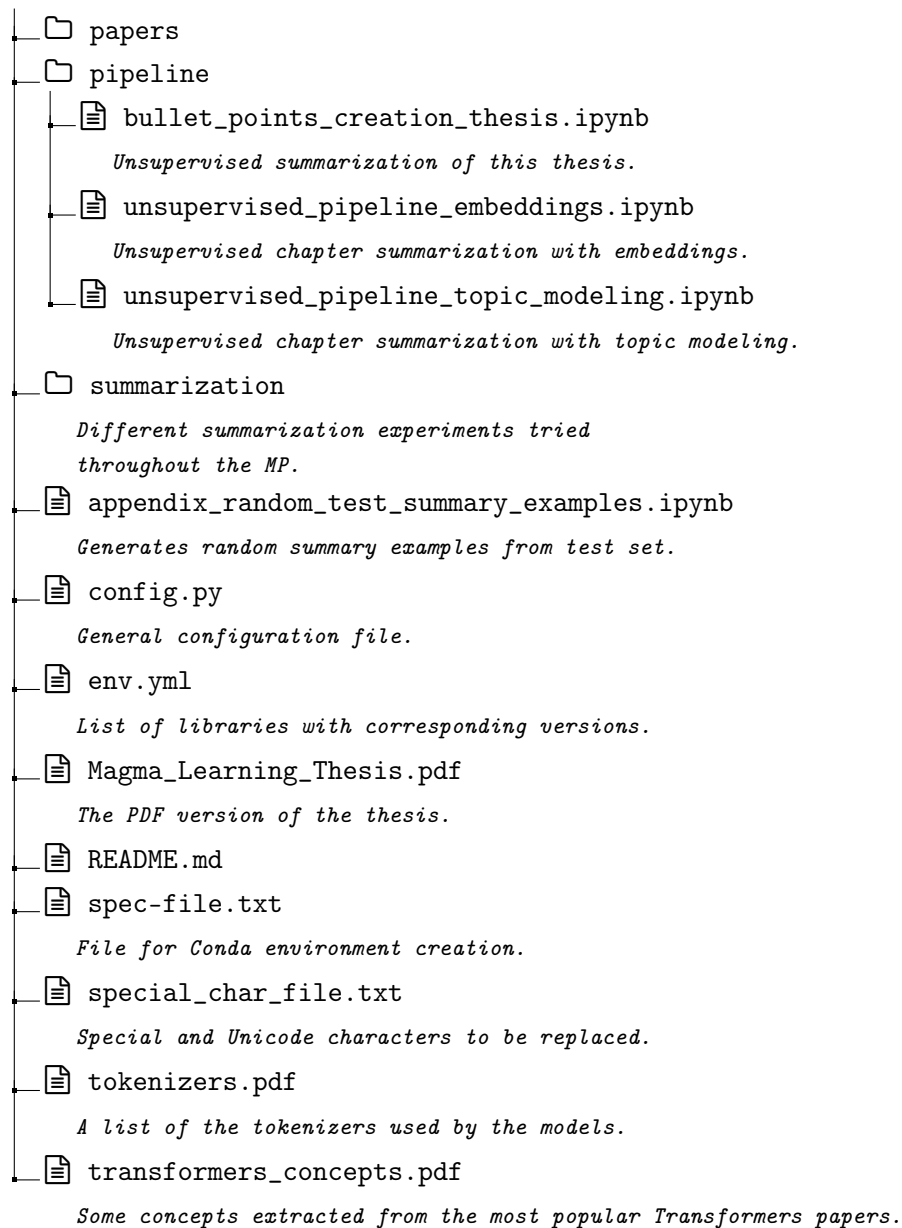 papers
pipeline
bullet_points_creation_thesis.ipynb
Unsupervised summarization of this thesis.
unsupervised_pipeline_embeddings.ipynb
Unsupervised chapter summarization with embeddings.
unsupervised_pipeline_topic_modeling.ipynb
Unsupervised chapter summarization with topic modeling.
summarization
Different summarization experiments tried
throughout the MP.
appendix_random_test_summary_examples.ipynb
Generates random summary examples from test set.
config.py
General configuration file.
env.yml
List of libraries with corresponding versions.
Magma_Learning_Thesis.pdf
The PDF version of the thesis.
README.md
spec-file.txt
File for Conda environment creation.
special_char_file.txt
Special and Unicode characters to be replaced.
tokenizers.pdf
A list of the tokenizers used by the models.
transformers_concepts.pdf
Some concepts extracted from the most popular Transformers papers.